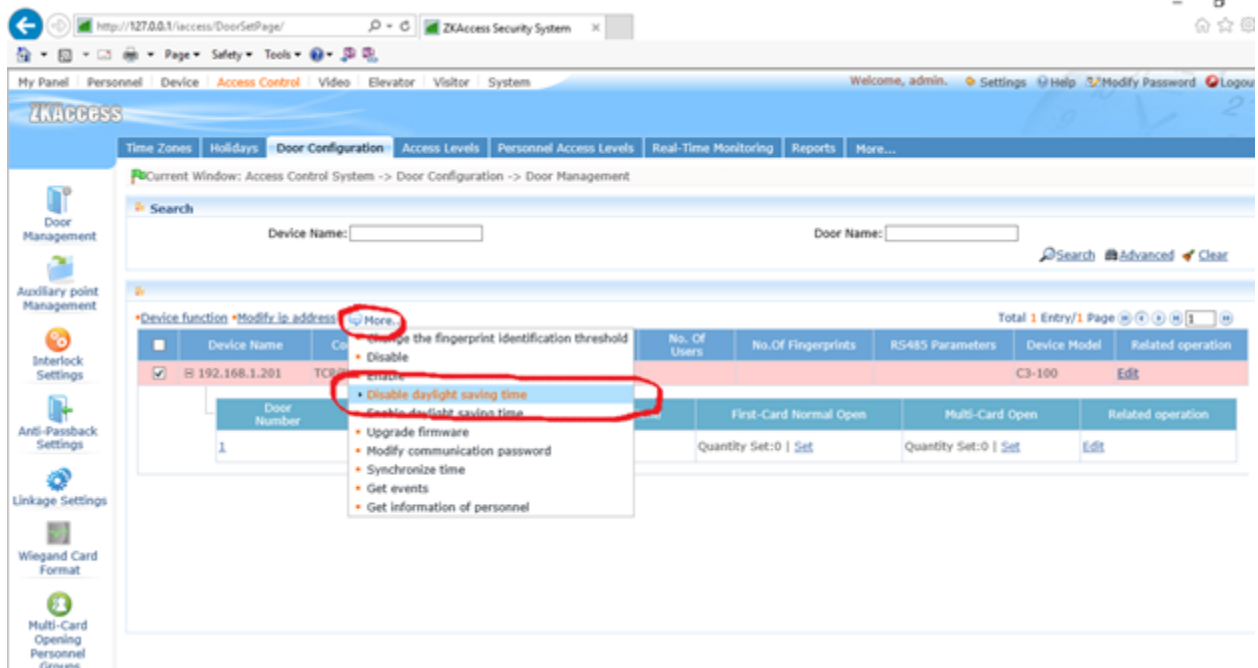 http://127.0.0.1/iaccess/DoorSetPage/
ZKAccess Security System
Page Safety Tools
My Panel Personnel Device Access Control Video Elevator Visitor System
Welcome, admin. Settings Help Modify Password Logout
ZKAccess
Time Zones Holidays Door Configuration Access Levels Personnel Access Levels Real-Time Monitoring Reports More...
Current Window: Access Control System -> Door Configuration -> Door Management
Search
Device Name:
Door Name:
Search Advanced Clear
Device function Modify ip address More..
Total 1 Entry/1 Page 1
Change the fingerprint identification threshold
Disable
Enable
Disable daylight saving time
Enable daylight saving time
Upgrade firmware
Modify communication password
Synchronize time
Get events
Get information of personnel
Device Name No. Of Users No.Of Fingerprints RS485 Parameters Device Model Related operation
192.168.1.201 C3-100 Edit
Door Number First-Card Normal Open Multi-Card Open Related operation
1 Quantity Set:0 | Set Quantity Set:0 | Set Edit
Door Management
Auxiliary point Management
Interlock Settings
Anti-Passback Settings
Linkage Settings
Wiegand Card Format
Multi-Card Opening Personnel Groups